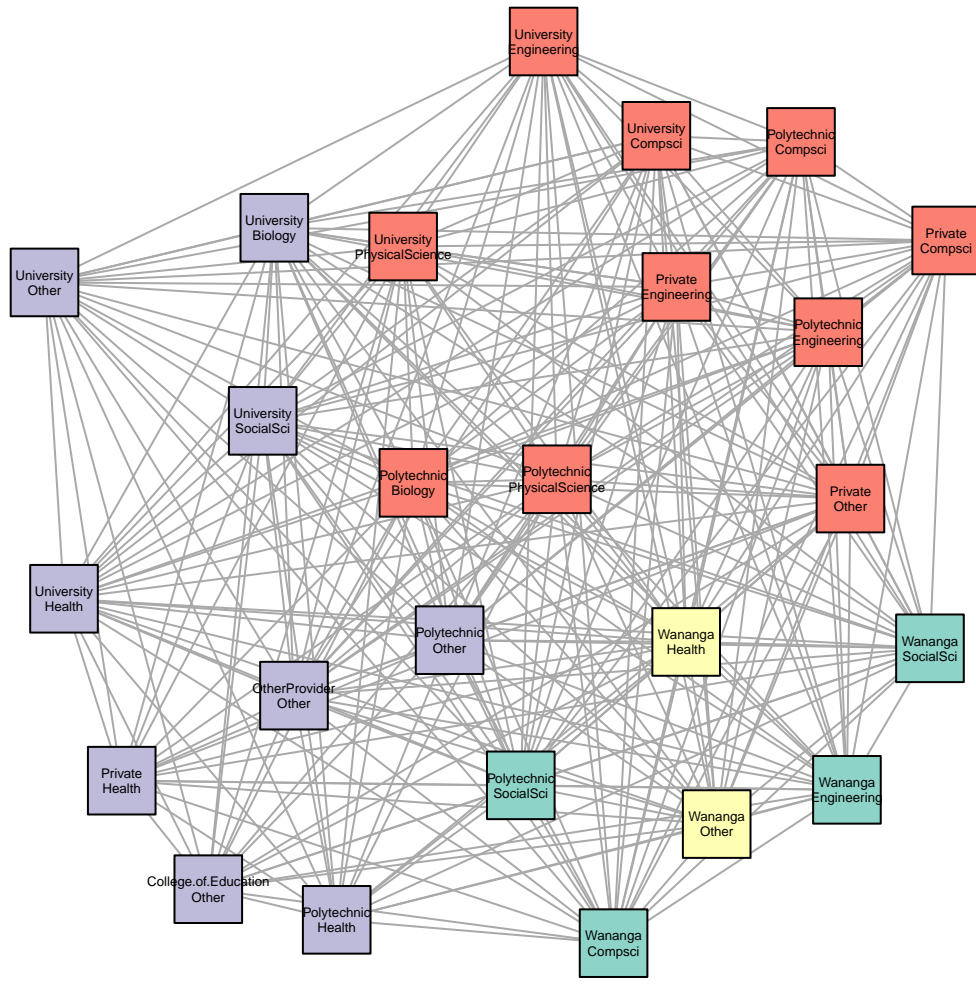 University
Engineering
University
Compsci
Polytechnic
Compsci
University
Biology
University
PhysicalScience
Private
Compsci
University
Other
Private
Engineering
Polytechnic
Engineering
University
SocialSci
Polytechnic
Biology
Polytechnic
PhysicalScience
Private
Other
University
Health
Polytechnic
Other
Wananga
Health
Wananga
SocialSci
OtherProvider
Other
Private
Health
Polytechnic
SocialSci
Wananga
Engineering
Wananga
Other
College.of.Education
Other
Polytechnic
Health
Wananga
Compsci